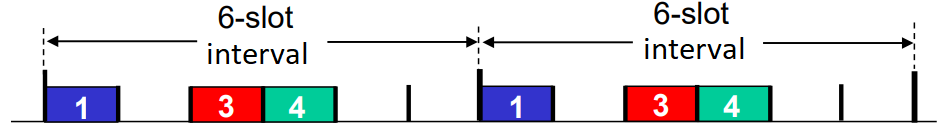 6-slot
interval
6-slot
interval
1 3 4 1 3 4